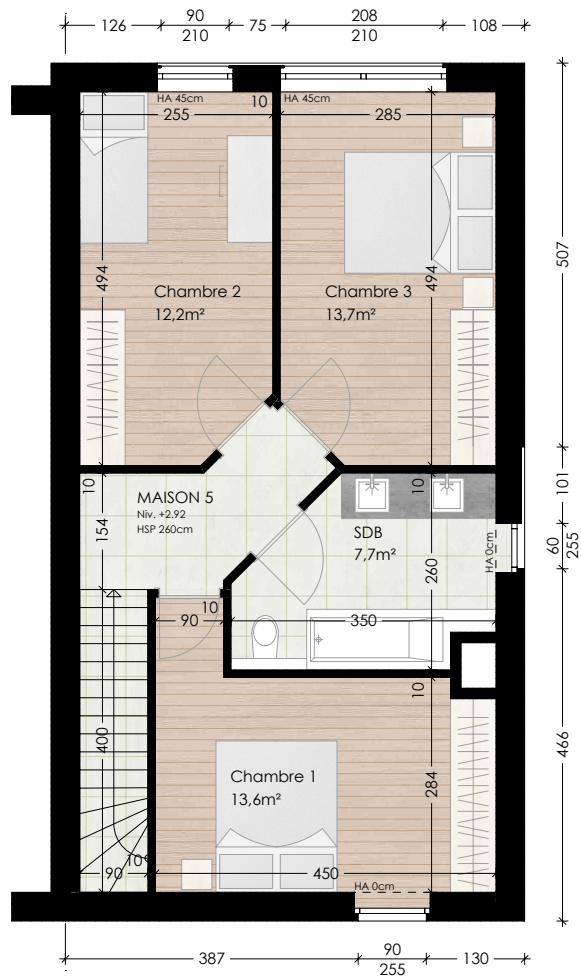 126
90
210
75
208
210
108
HA 45cm
10
HA 45cm
255
285
494
494
507
Chambre 2
12,2m²
Chambre 3
13,7m²
10
154
MAISON 5
Niv. +2.92
HSP 260cm
10
SDB
7,7m²
260
HA 0cm
101
60
255
10
90
350
10
400
Chambre 1
13,6m²
284
466
10
90
450
HA 0cm
387
90
255
130